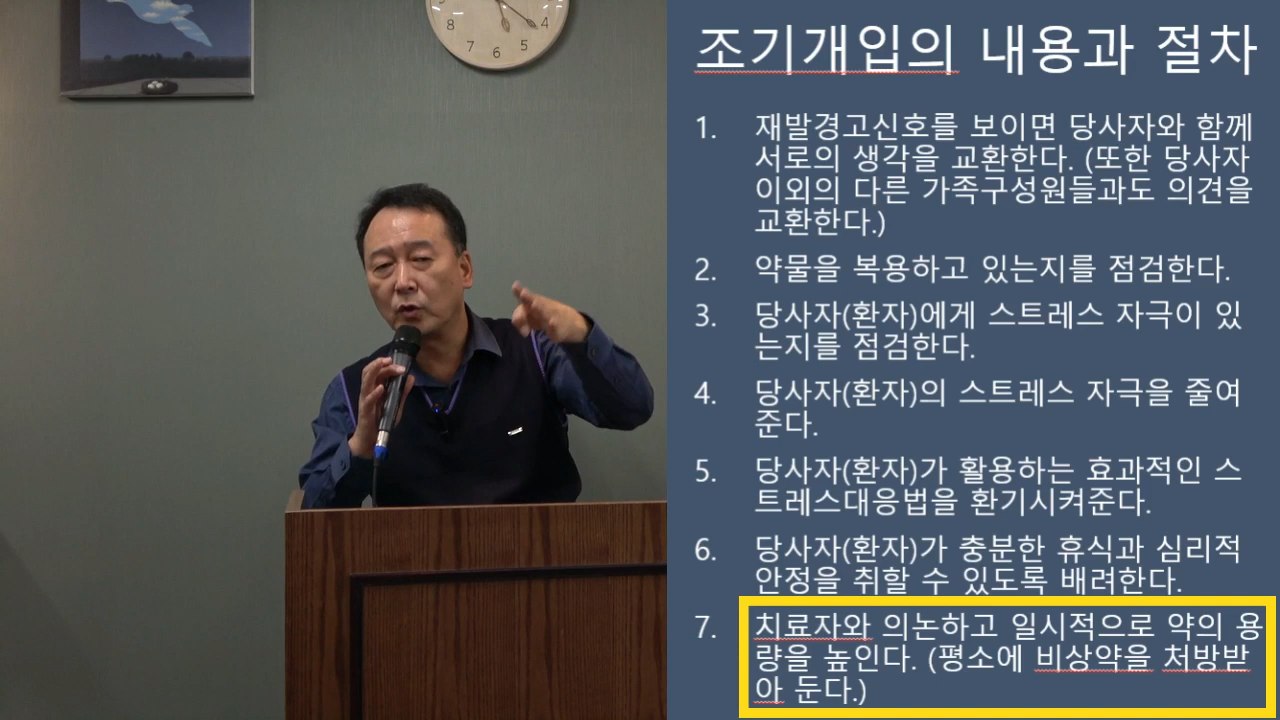 8
7
6
5
4
조기개입의 내용과 절차
1. 재발경고신호를 보이면 당사자와 함께
서로의 생각을 교환한다. (또한 당사자
이외의 다른 가족구성원들과도 의견을
교환한다.)
2. 약물을 복용하고 있는지를 점검한다.
3. 당사자(환자)에게 스트레스 자극이 있
는지를 점검한다.
4. 당사자(환자)의 스트레스 자극을 줄여
준다.
5. 당사자(환자)가 활용하는 효과적인 스
트레스대응법을 환기시켜준다.
6. 당사자(환자)가 충분한 휴식과 심리적
안정을 취할 수 있도록 배려한다.
7. 치료자와 의논하고 일시적으로 약의 용
량을 높인다. (평소에 비상약을 처방받
아 둔다.)